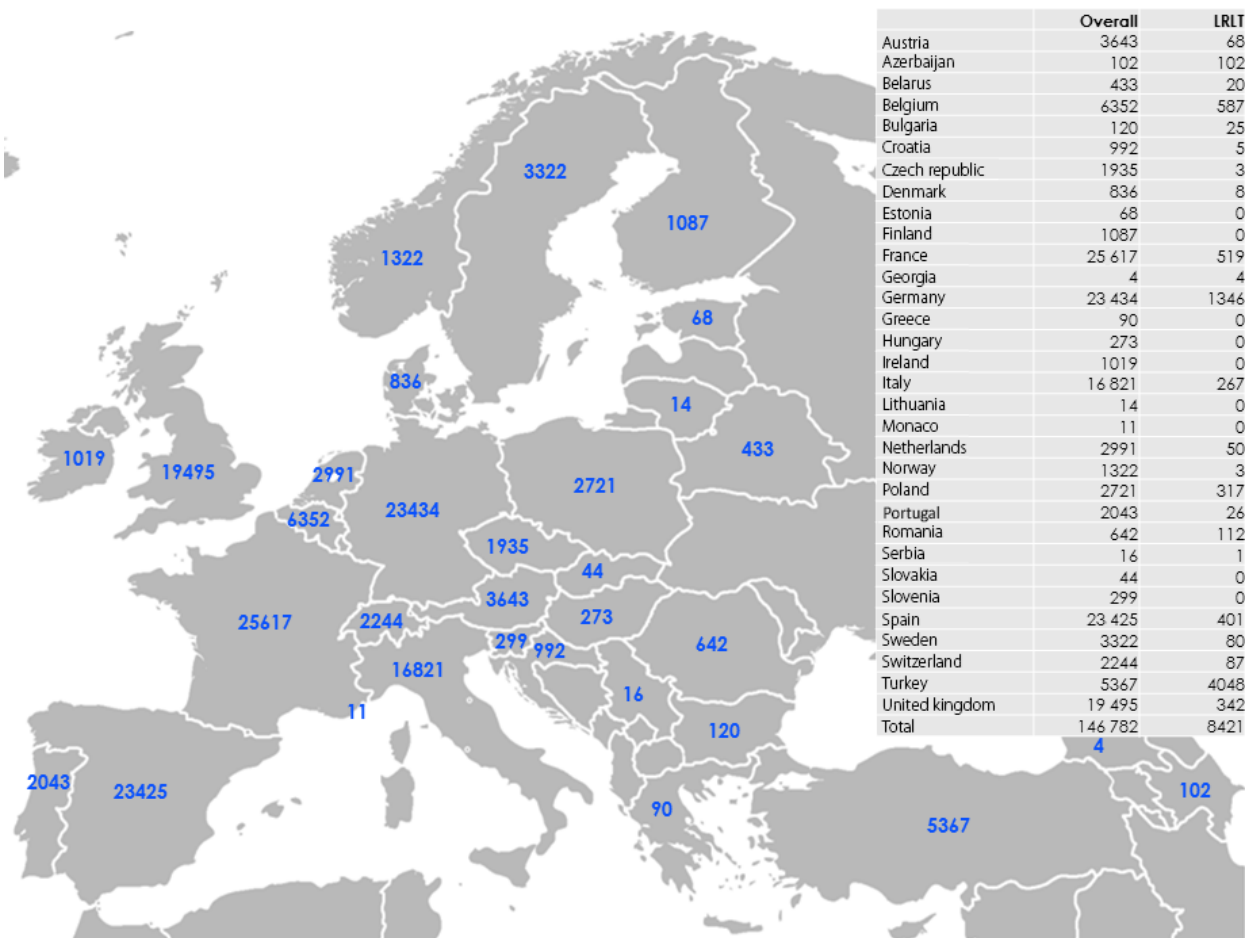 Overall LRLT
Austria 3643 68
Azerbaijan 102 102
Belarus 433 20
Belgium 6352 587
Bulgaria 120 25
Croatia 992 5
Czech republic 1935 3
Denmark 836 8
Estonia 68 0
Finland 1087 0
France 25 617 519
Georgia 4 4
Germany 23 434 1346
Greece 90 0
Hungary 273 0
Ireland 1019 0
Italy 16 821 267
Lithuania 14 0
Monaco 11 0
Netherlands 2991 50
Norway 1322 3
Poland 2721 317
Portugal 2043 26
Romania 642 112
Serbia 16 1
Slovakia 44 0
Slovenia 299 0
Spain 23 425 401
Sweden 3322 80
Switzerland 2244 87
Turkey 5367 4048
United kingdom 19 495 342
Total 146 782 8421
3322
1087
1322
68
836
14
433
1019
19495
2991
2721
6352
23434
1935
44
3643
273
25617
2244
299
992
642
16821
16
11
120
4
2043
23425
102
90
5367